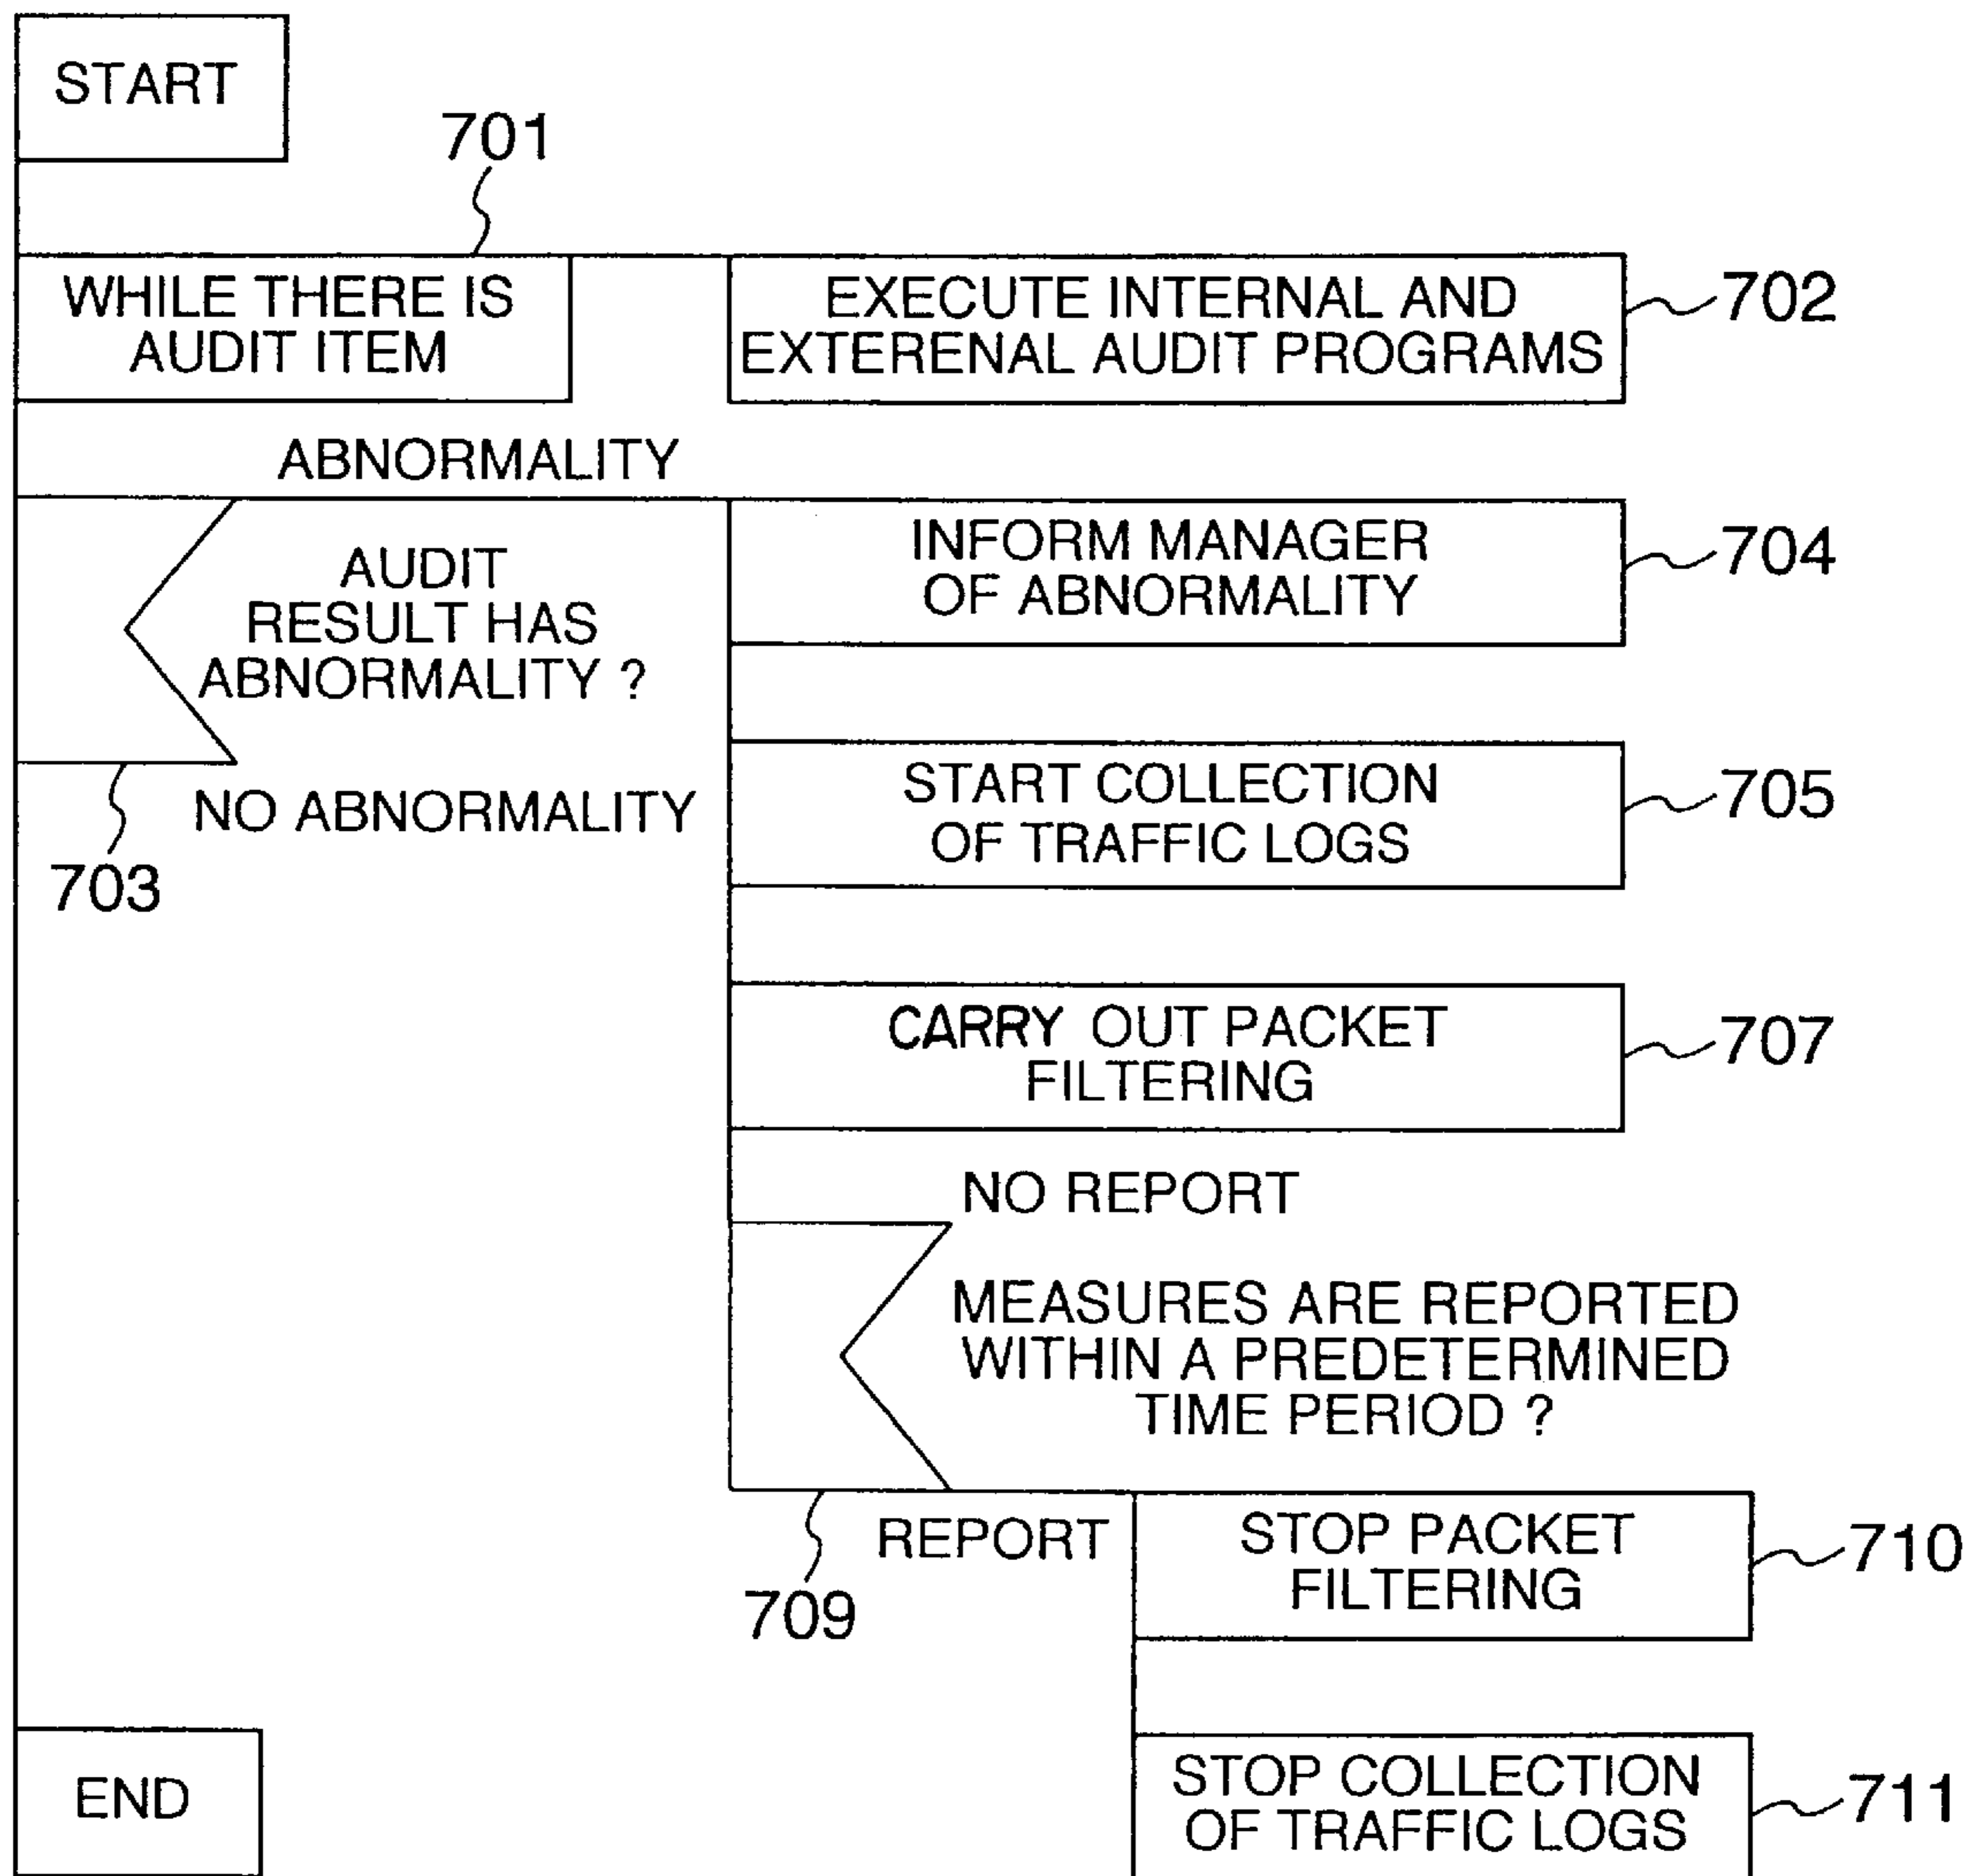 START
701
WHILE THERE IS
AUDIT ITEM
EXECUTE INTERNAL AND
EXTERENAL AUDIT PROGRAMS
702
ABNORMALITY
AUDIT
RESULT HAS
ABNORMALITY ?
703
NO ABNORMALITY
INFORM MANAGER
OF ABNORMALITY
704
START COLLECTION
OF TRAFFIC LOGS
705
CARRY OUT PACKET
FILTERING
707
NO REPORT
MEASURES ARE REPORTED
WITHIN A PREDETERMINED
TIME PERIOD ?
709
REPORT
STOP PACKET
FILTERING
710
STOP COLLECTION
OF TRAFFIC LOGS
711
END